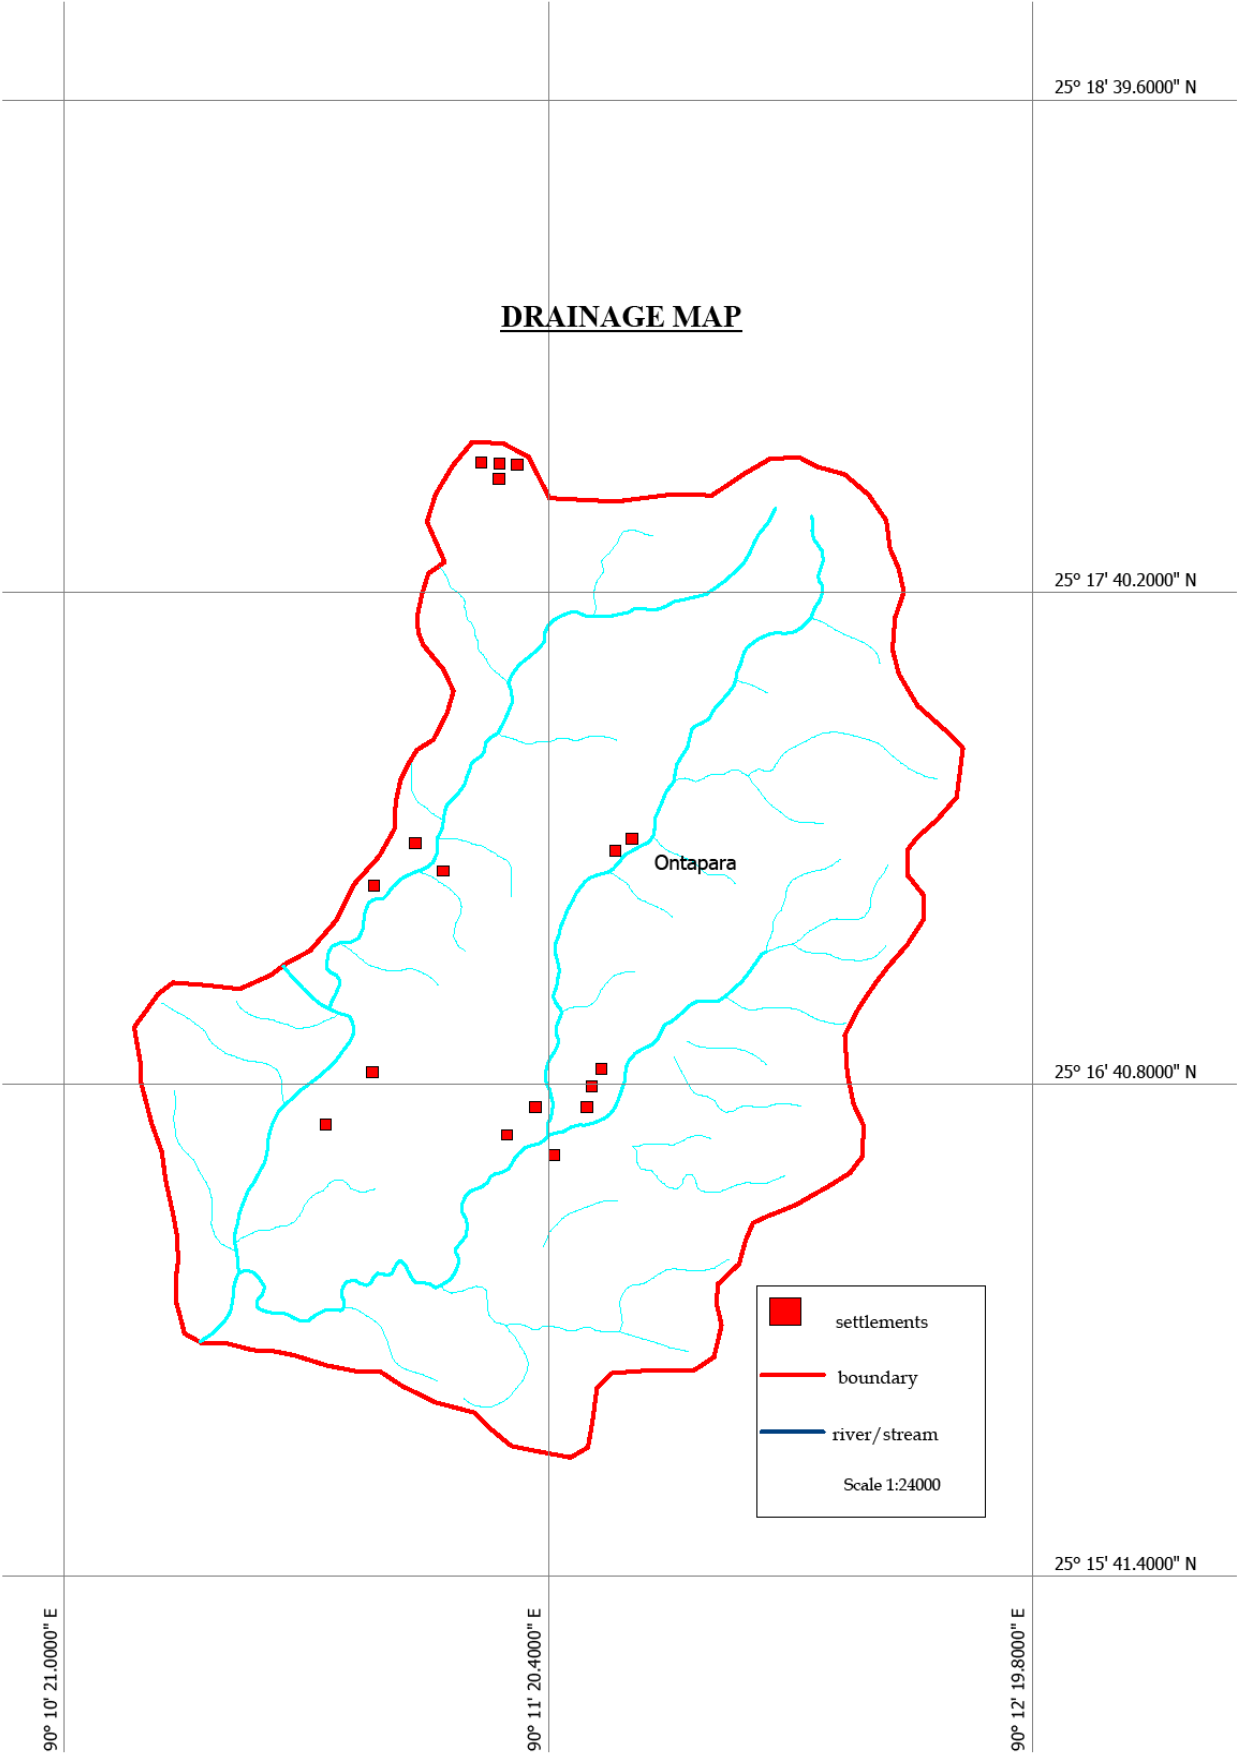 25° 18' 39.6000" N
DRAINAGE MAP
25° 17' 40.2000" N
Ontapara
25° 16' 40.8000" N
settlements
boundary
river/stream
Scale 1:24000
25° 15' 41.4000" N
90° 10' 21.0000" E
90° 11' 20.4000" E
90° 12' 19.8000" E